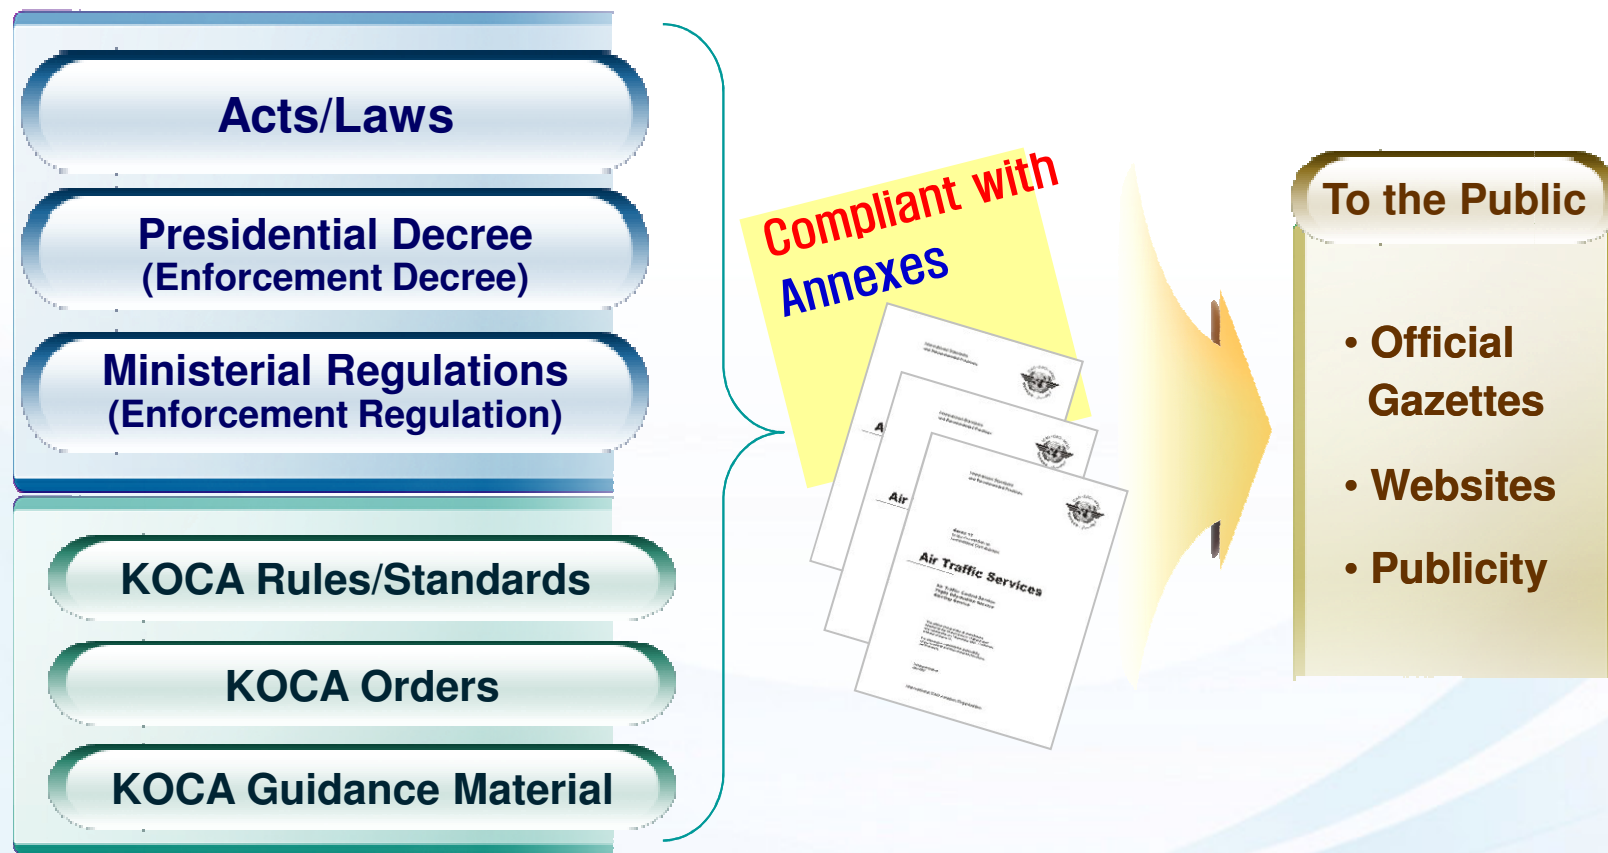 Acts/Laws
Presidential Decree
(Enforcement Decree)
Ministerial Regulations
(Enforcement Regulation)
KOCA Rules/Standards
KOCA Orders
KOCA Guidance Material
Compliant with
Annexes
Air Traffic Services
To the Public
• Official
Gazettes
• Websites
• Publicity